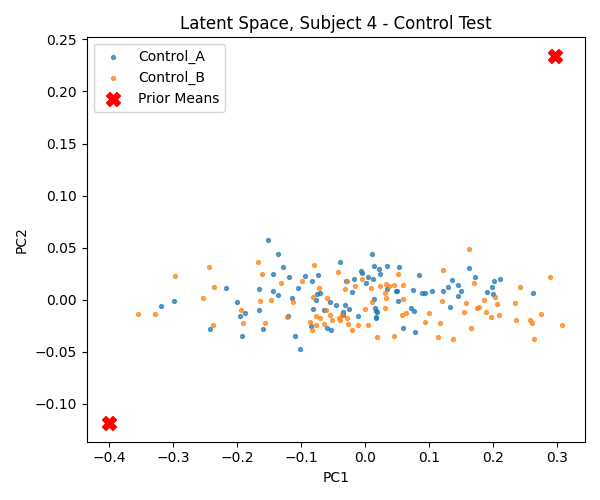 Latent Space, Subject 4 - Control Test
Control_A
Control_B
Prior Means
0.25
0.20
0.15
0.10
0.05
0.00
−0.05
−0.10
PC2
−0.4 −0.3 −0.2 −0.1 0.0 0.1 0.2 0.3
PC1